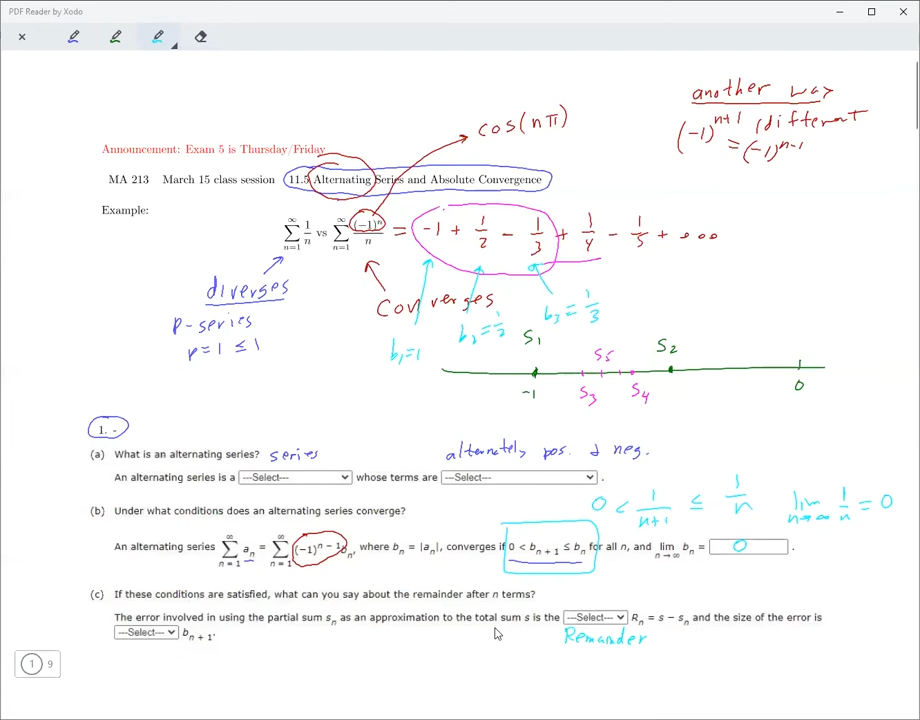 PDF Reader by Xodo
another way
(-1)^{n+1} (different
= (-1)^{n-1}
cos(nπ)
Announcement: Exam 5 is Thursday/Friday
MA 213 March 15 class session 11.5 Alternating Series and Absolute Convergence
Example:
∑_{n=1}^{∞} 1/n vs ∑_{n=1}^{∞} (-1)^n/n = -1 + 1/2 - 1/3 + 1/4 - 1/5 + ...
diverges
Converges
p-series
p=1 ≤ 1
b_1=1
b_2=1/2
b_3=1/3
S_1 S_5 S_2
-1 S_3 S_4 0
1. -
(a) What is an alternating series? series alternately pos. & neg.
An alternating series is a ---Select--- whose terms are ---Select--- .
0 < 1/(n+1) ≤ 1/n lim_{n→∞} 1/n = 0
(b) Under what conditions does an alternating series converge?
An alternating series ∑_{n=1}^{∞} a_n = ∑_{n=1}^{∞} (-1)^{n-1} b_n, where b_n = |a_n|, converges if 0 < b_{n+1} ≤ b_n for all n, and lim_{n→∞} b_n = 0 .
(c) If these conditions are satisfied, what can you say about the remainder after n terms?
The error involved in using the partial sum s_n as an approximation to the total sum s is the ---Select--- R_n = s - s_n and the size of the error is
---Select--- b_{n+1}.
Remainder
1 9